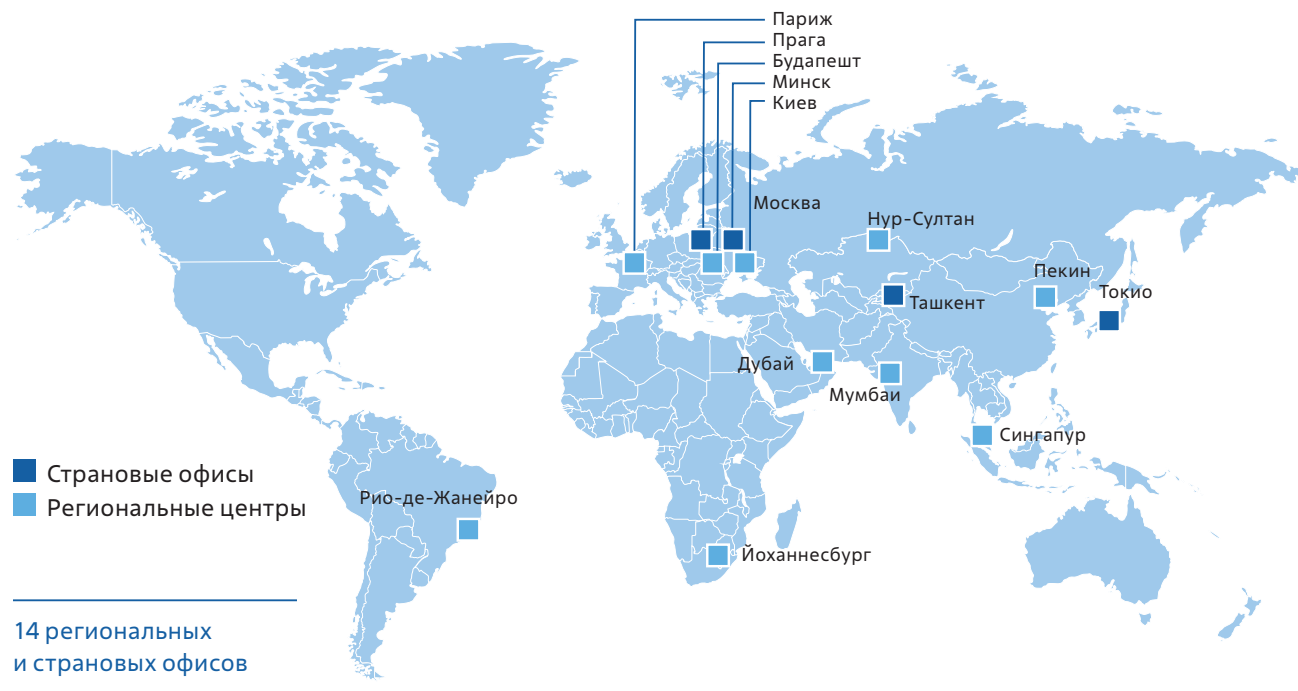 Париж
Прага
Будапешт
Минск
Киев
Москва
Нур-Султан
Пекин
Токио
Ташкент
Дубай
Мумбаи
Сингапур
Страновые офисы
Региональные центры
Рио-де-Жанейро
Йоханнесбург
14 региональных
и страновых офисов